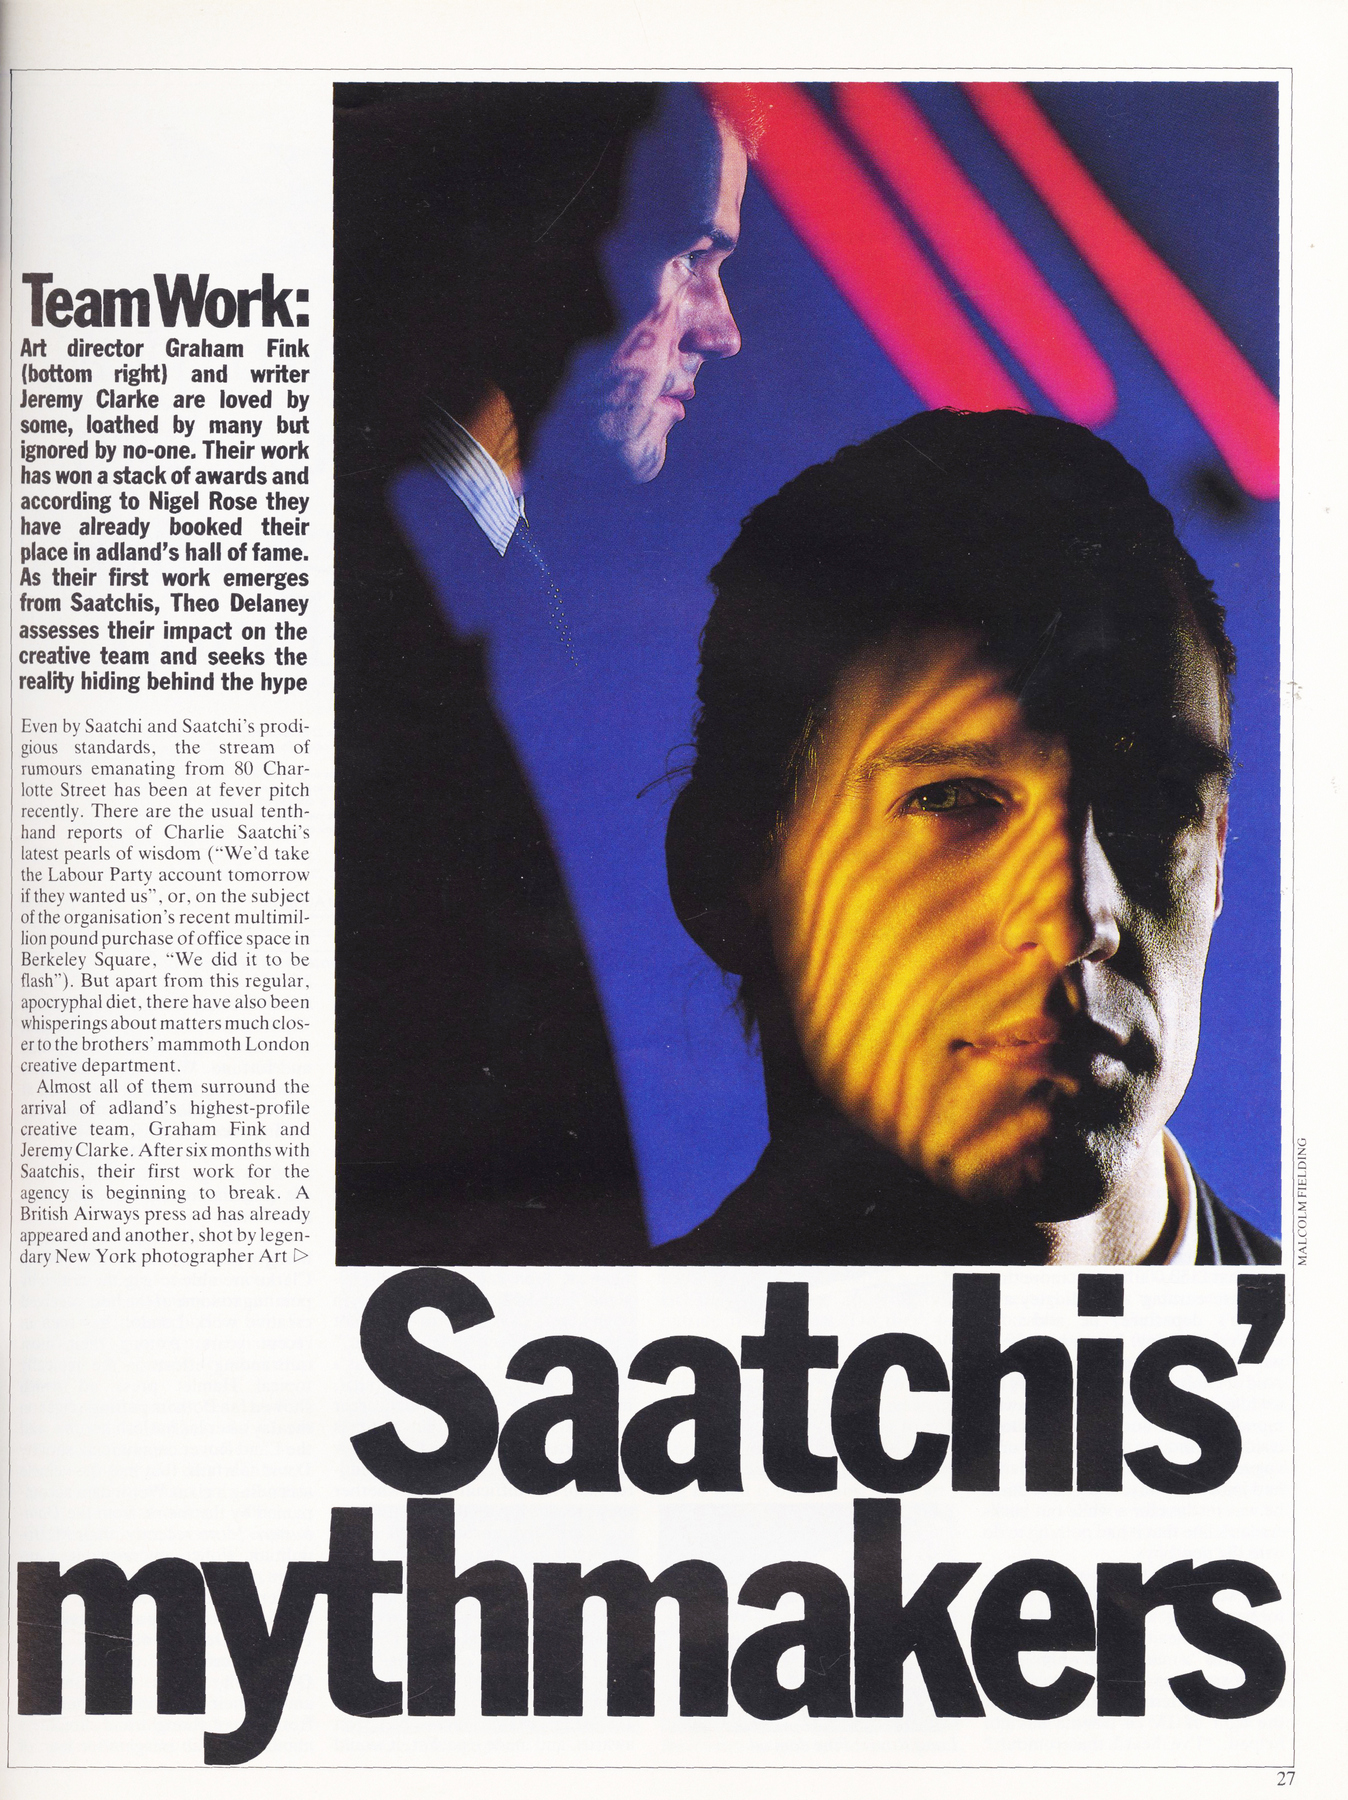 Team Work:
Art director Graham Fink
(bottom right) and writer
Jeremy Clarke are loved by
some, loathed by many but
ignored by no-one. Their work
has won a stack of awards and
according to Nigel Rose they
have already booked their
place in adland's hall of fame.
As their first work emerges
from Saatchis, Theo Delaney
assesses their impact on the
creative team and seeks the
reality hiding behind the hype
Even by Saatchi and Saatchi's prodi-
gious standards, the stream of
rumours emanating from 80 Char-
lotte Street has been at fever pitch
recently. There are the usual tenth-
hand reports of Charlie Saatchi's
latest pearls of wisdom ("We'd take
the Labour Party account tomorrow
if they wanted us", or, on the subject
of the organisation's recent multimil-
lion pound purchase of office space in
Berkeley Square, "We did it to be
flash"). But apart from this regular,
apocryphal diet, there have also been
whisperings about matters much clos-
er to the brothers' mammoth London
creative department.
Almost all of them surround the
arrival of adland's highest-profile
creative team, Graham Fink and
Jeremy Clarke. After six months with
Saatchis, their first work for the
agency is beginning to break. A
British Airways press ad has already
appeared and another, shot by legen-
dary New York photographer Art ▷
MALCOLM FIELDING
Saatchis'
mythmakers
27